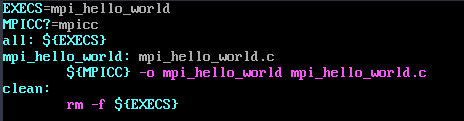 EXECS=mpi_hello_world
MPICC?=mpicc
all: ${EXECS}
mpi_hello_world: mpi_hello_world.c
        ${MPICC} -o mpi_hello_world mpi_hello_world.c
clean:
        rm -f ${EXECS}